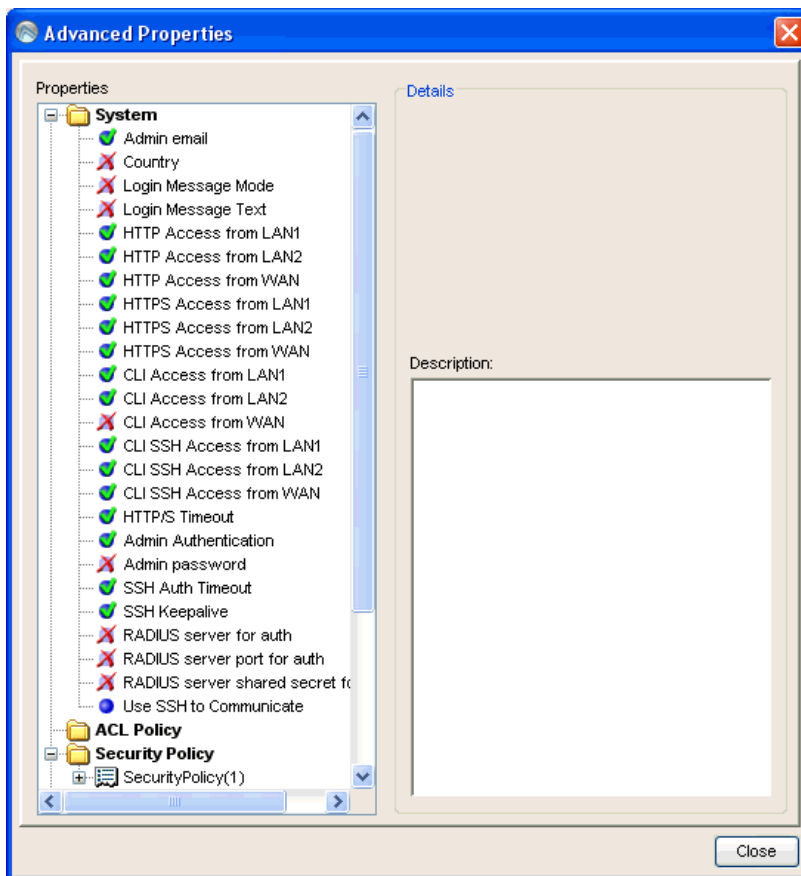 Advanced Properties
Properties
System
Admin email
Country
Login Message Mode
Login Message Text
HTTP Access from LAN1
HTTP Access from LAN2
HTTP Access from WAN
HTTPS Access from LAN1
HTTPS Access from LAN2
HTTPS Access from WAN
CLI Access from LAN1
CLI Access from LAN2
CLI Access from WAN
CLI SSH Access from LAN1
CLI SSH Access from LAN2
CLI SSH Access from WAN
HTTP/S Timeout
Admin Authentication
Admin password
SSH Auth Timeout
SSH Keepalive
RADIUS server for auth
RADIUS server port for auth
RADIUS server shared secret fo
Use SSH to Communicate
ACL Policy
Security Policy
SecurityPolicy(1)
Details
Description:
Close